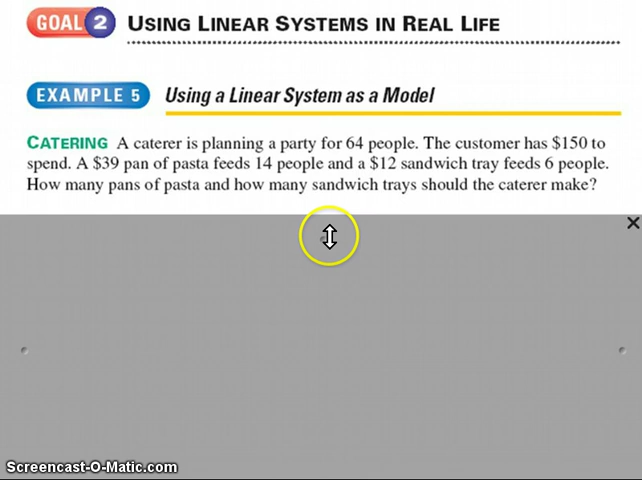 GOAL 2 USING LINEAR SYSTEMS IN REAL LIFE
EXAMPLE 5 Using a Linear System as a Model
CATERING A caterer is planning a party for 64 people. The customer has $150 to
spend. A $39 pan of pasta feeds 14 people and a $12 sandwich tray feeds 6 people.
How many pans of pasta and how many sandwich trays should the caterer make?
Screencast-O-Matic.com